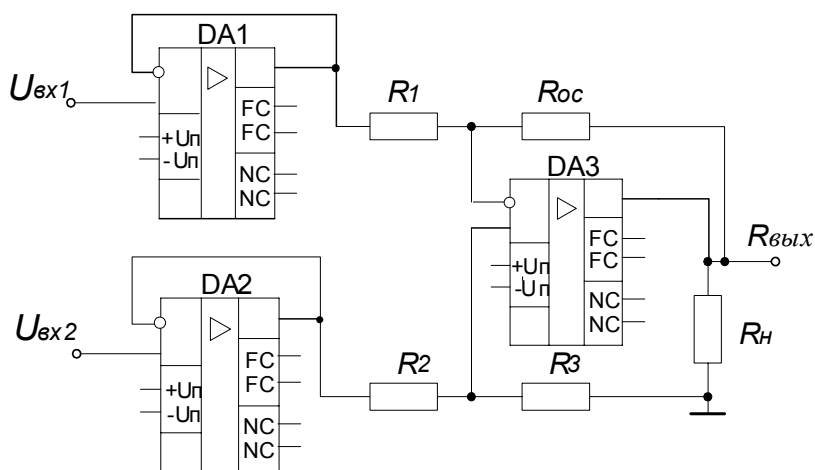 DA1
Uвх1
+Uп
-Uп
FC
FC
NC
NC
R1
Rос
DA3
+Uп
-Uп
FC
FC
NC
NC
Rвых
Rн
DA2
Uвх2
+Uп
-Uп
FC
FC
NC
NC
R2
R3